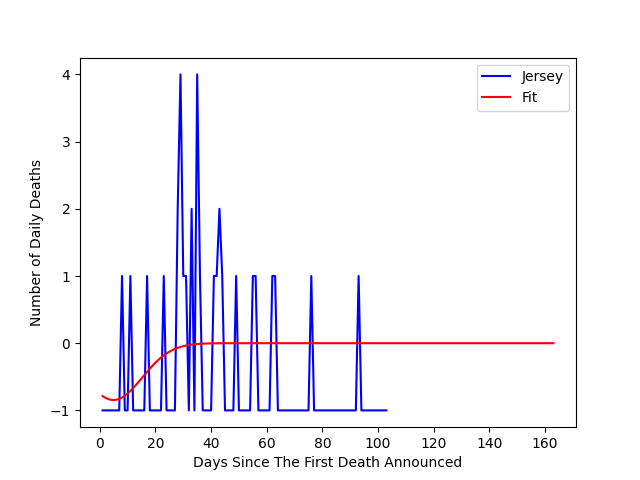 Jersey
Fit
4
3
2
1
0
−1
0 20 40 60 80 100 120 140 160
Number of Daily Deaths
Days Since The First Death Announced